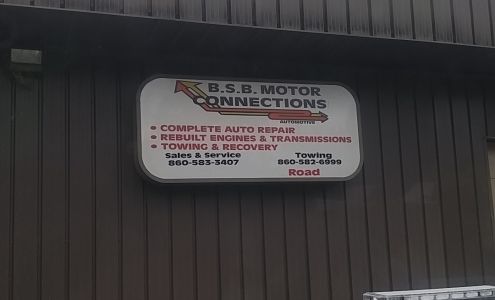 B.S.B. MOTOR
CONNECTIONS
AUTOMOTIVE
• COMPLETE AUTO REPAIR
• REBUILT ENGINES & TRANSMISSIONS
• TOWING & RECOVERY
Sales & Service Towing
860-583-3407 860-582-6999
Road